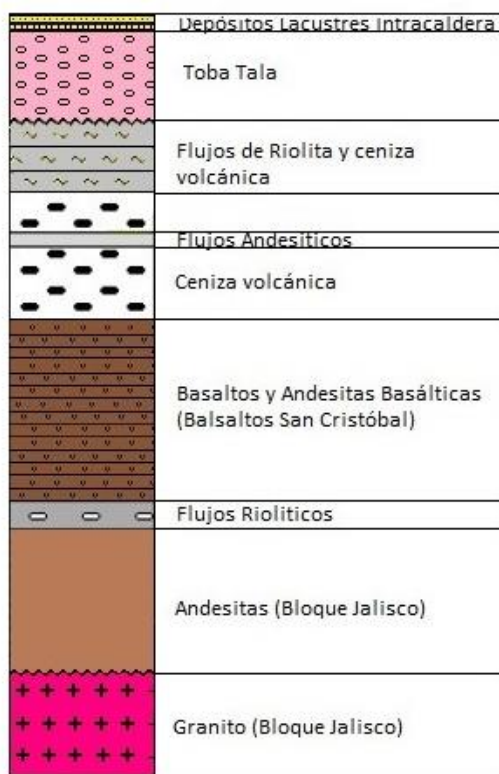 Depósitos Lacustres Intracaldera
Toba Tala
Flujos de Riolita y ceniza
volcánica
Flujos Andesiticos
Ceniza volcánica
Basaltos y Andesitas Basálticas
(Balsaltos San Cristóbal)
Flujos Rioliticos
Andesitas (Bloque Jalisco)
Granito (Bloque Jalisco)